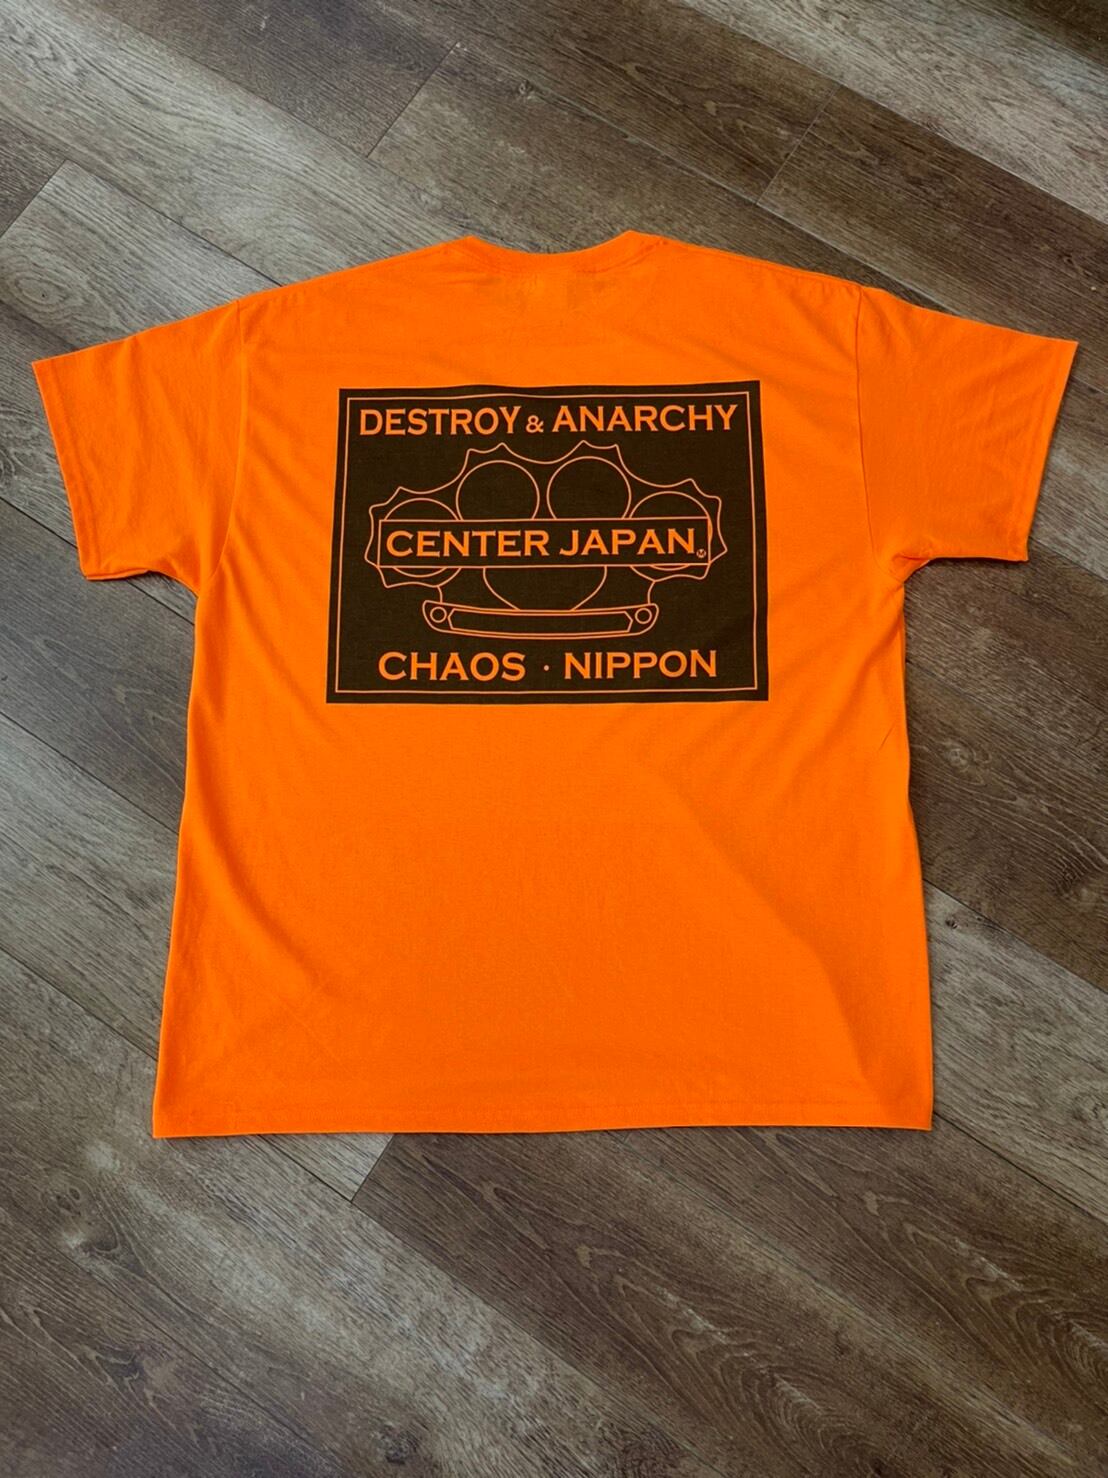 DESTROY & ANARCHY
CENTER JAPAN
CHAOS · NIPPON